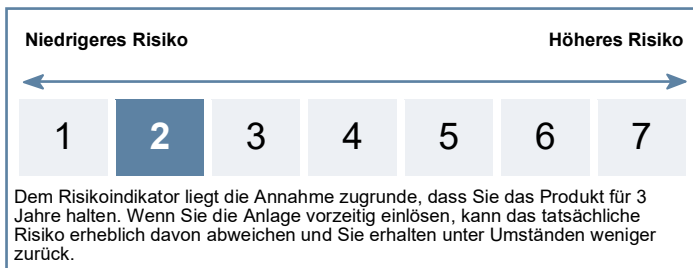 Niedrigeres Risiko Höheres Risiko
1 2 3 4 5 6 7
Dem Risikoindikator liegt die Annahme zugrunde, dass Sie das Produkt für 3
Jahre halten. Wenn Sie die Anlage vorzeitig einlösen, kann das tatsächliche
Risiko erheblich davon abweichen und Sie erhalten unter Umständen weniger
zurück.